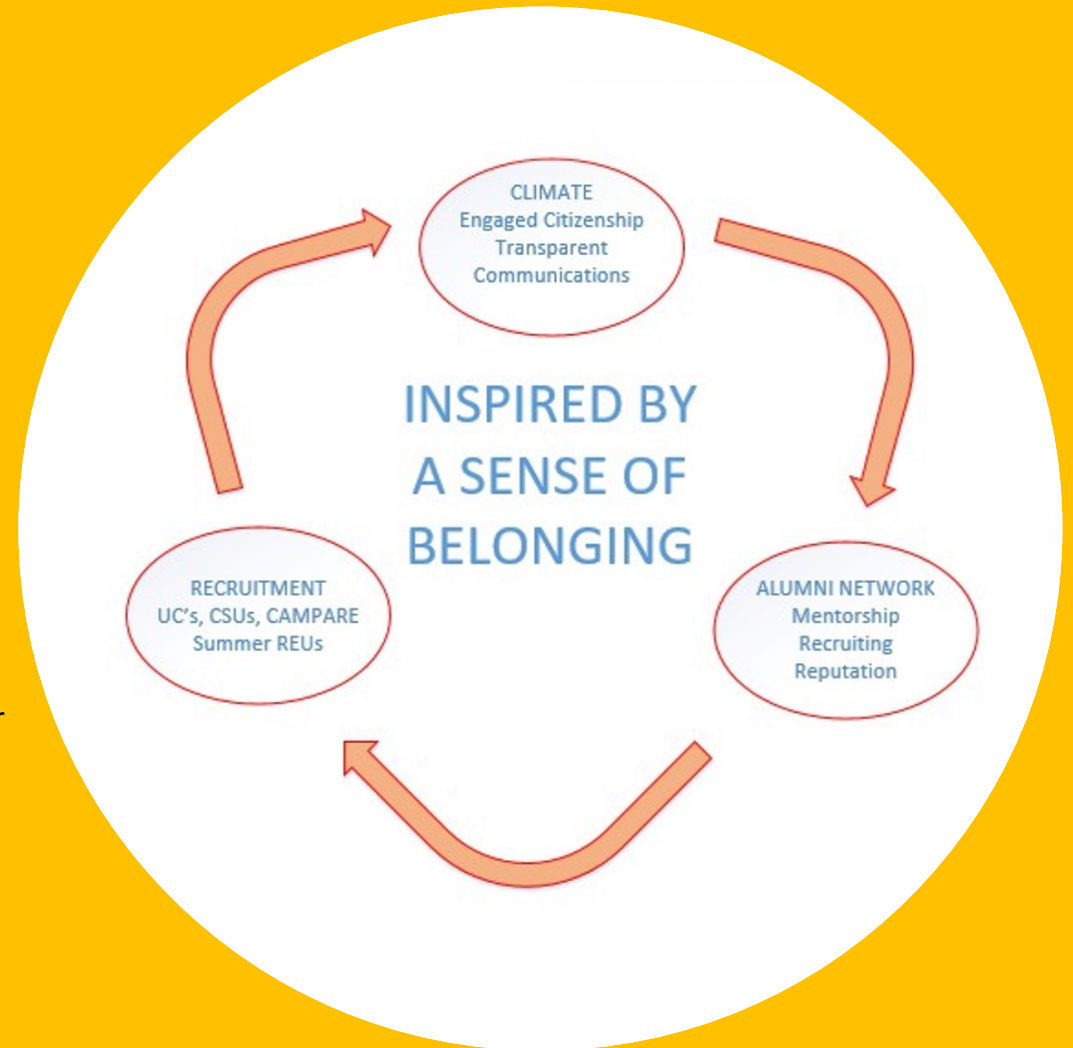 CLIMATE
Engaged Citizenship
Transparent
Communications
INSPIRED BY
A SENSE OF
BELONGING
RECRUITMENT
UC's, CSUs, CAMPARE
Summer REUs
ALUMNI NETWORK
Mentorship
Recruiting
Reputation